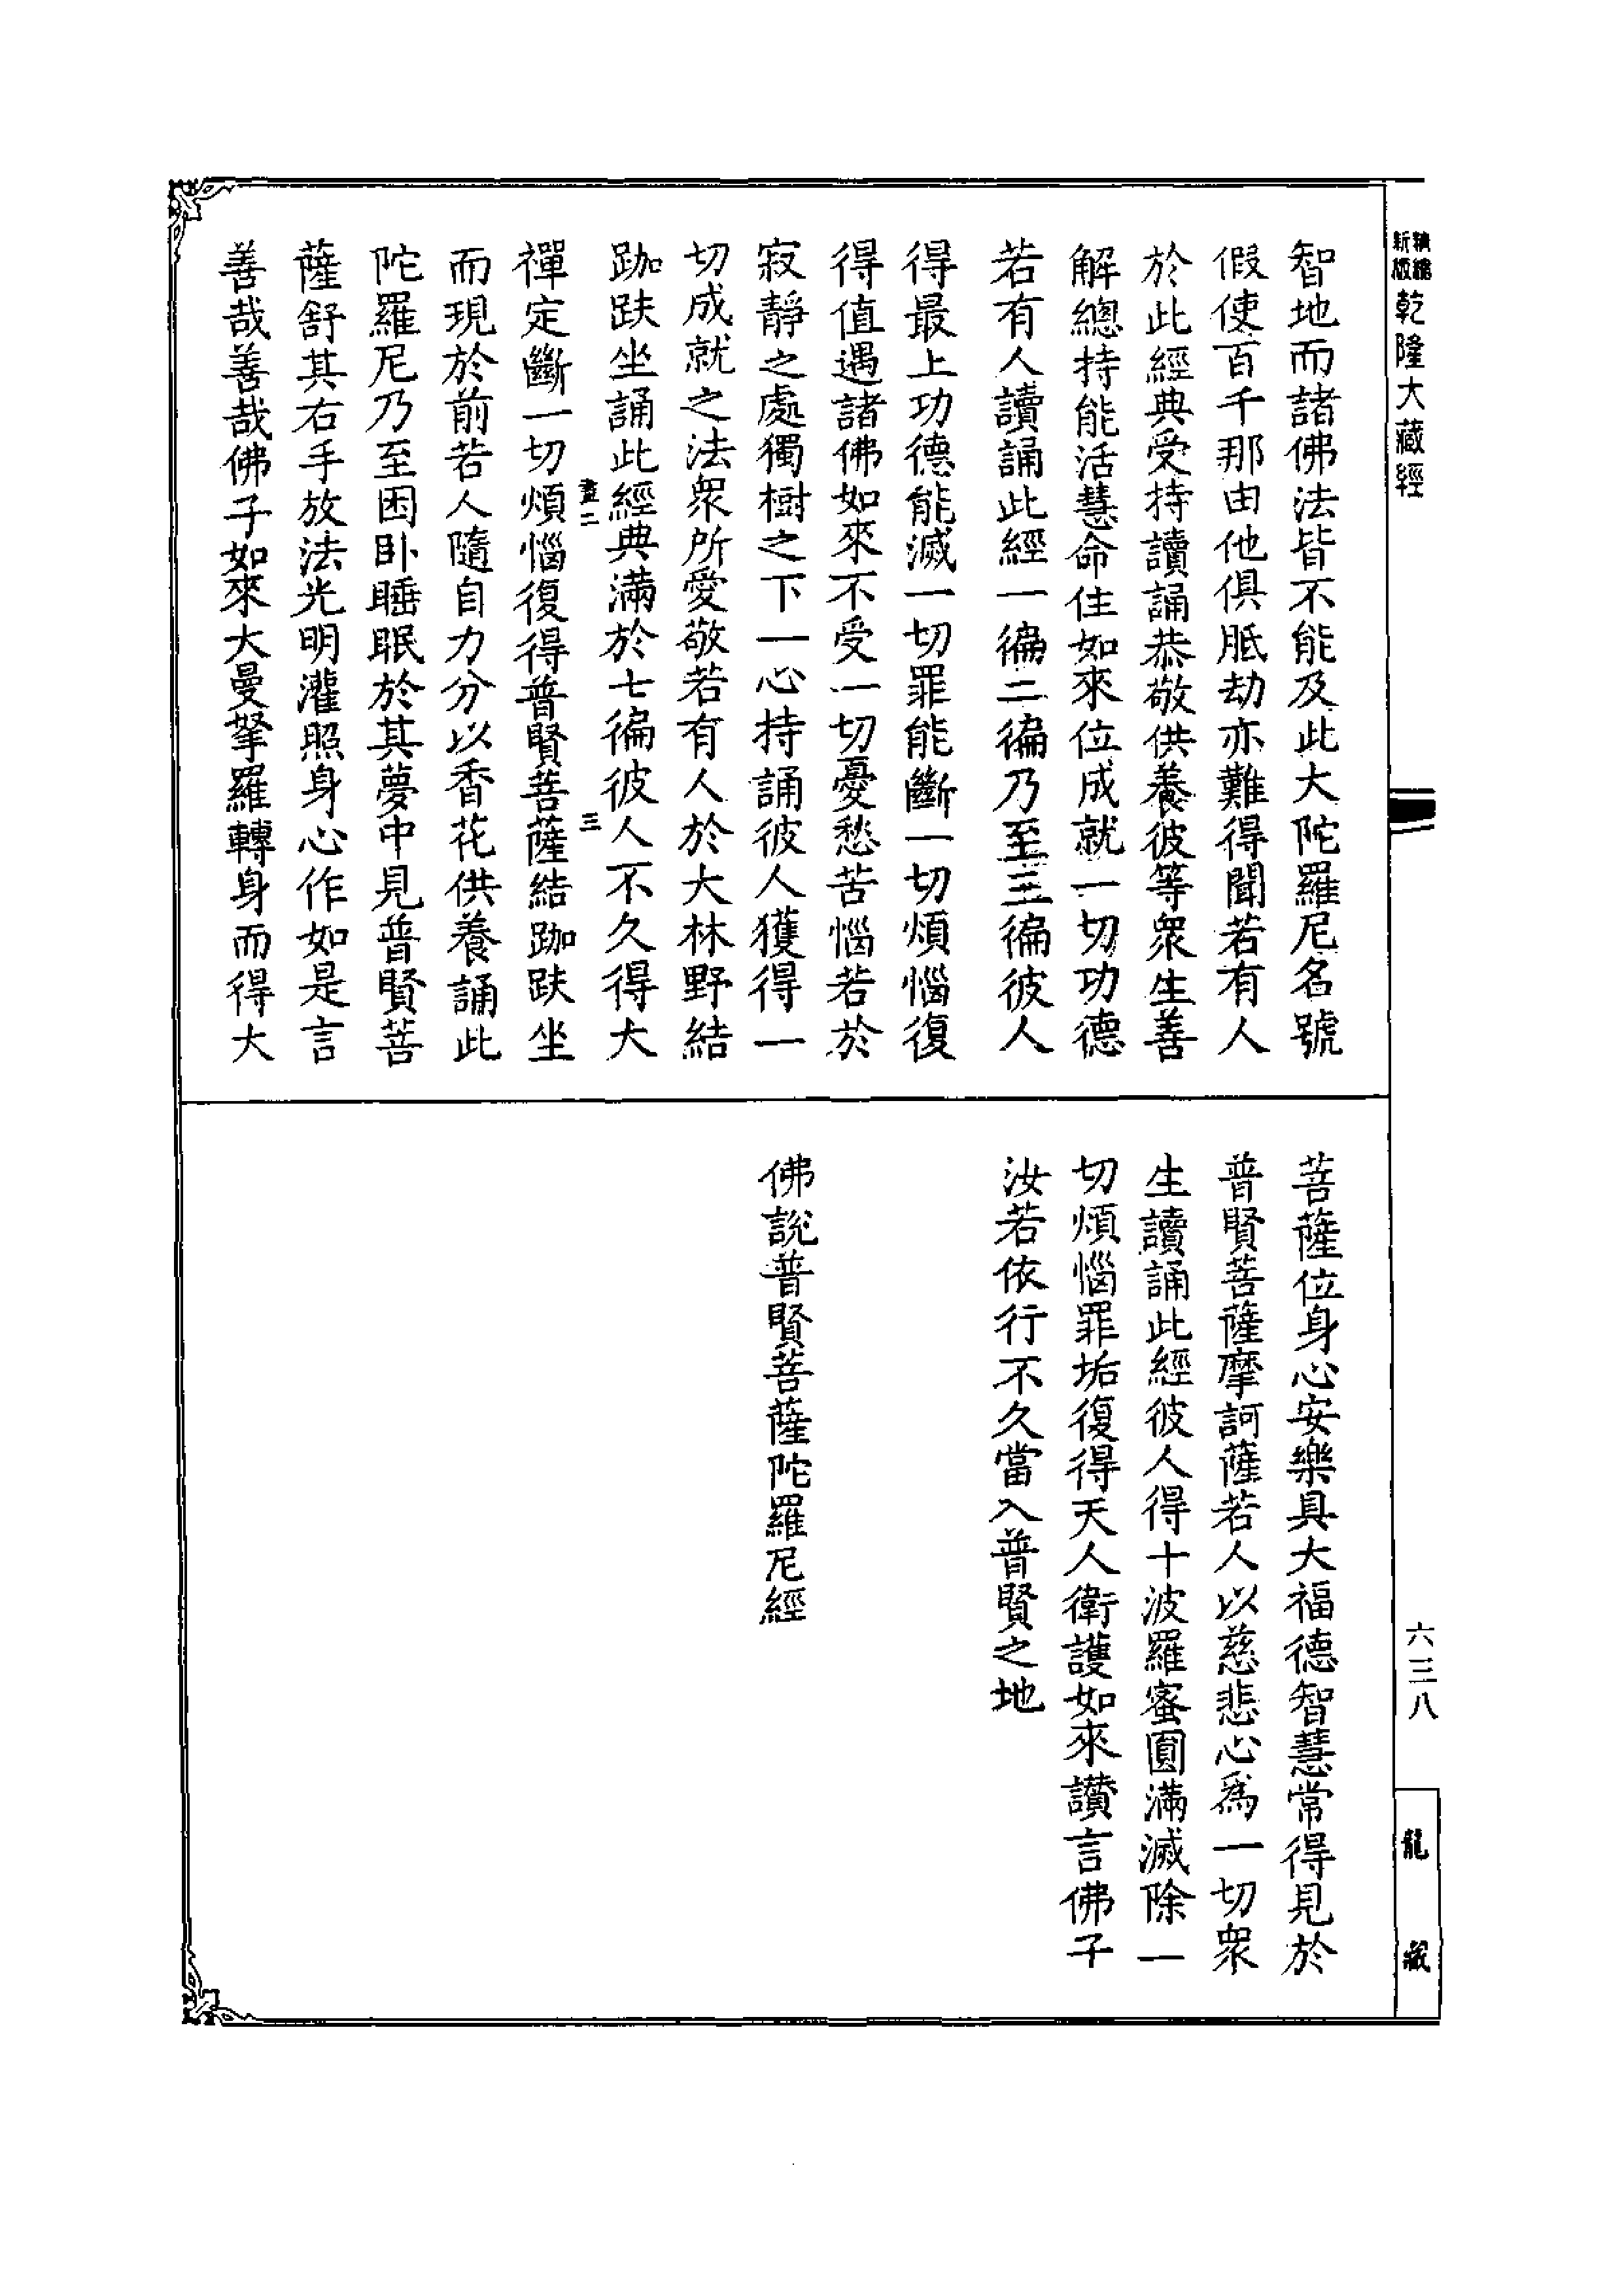 新版
精縮
乾隆大藏經
智地而諸佛法皆不能及此大陀羅尼名號
假使百千那由他俱胝劫亦難得聞若有人
於此經典受持讀誦恭敬供養彼等眾生善
解總持能活慧命住如來位成就一切功德
若有人讀誦此經一徧二徧乃至三徧彼人
得最上功德能滅一切罪能斷一切煩惱復
得值遇諸佛如來不受一切憂愁苦惱若於
寂靜之處獨樹之下一心持誦彼人獲得一
切成就之法眾所愛敬若有人於大林野結
跏趺坐誦此經典滿於七徧彼人不久得大
畫二 三
禪定斷一切煩惱復得普賢菩薩結跏趺坐
而現於前若人隨自力分以香花供養誦此
陀羅尼乃至困臥睡眠於其夢中見普賢菩
薩舒其右手放法光明灌照身心作如是言
善哉善哉佛子如來大曼拏羅轉身而得大
菩薩位身心安樂具大福德智慧常得見於
普賢菩薩摩訶薩若人以慈悲心爲一切眾
生讀誦此經彼人得十波羅蜜圓滿滅除一
切煩惱罪垢復得天人衛護如來讚言佛子
汝若依行不久當入普賢之地
佛說普賢菩薩陀羅尼經
六三八
龍藏